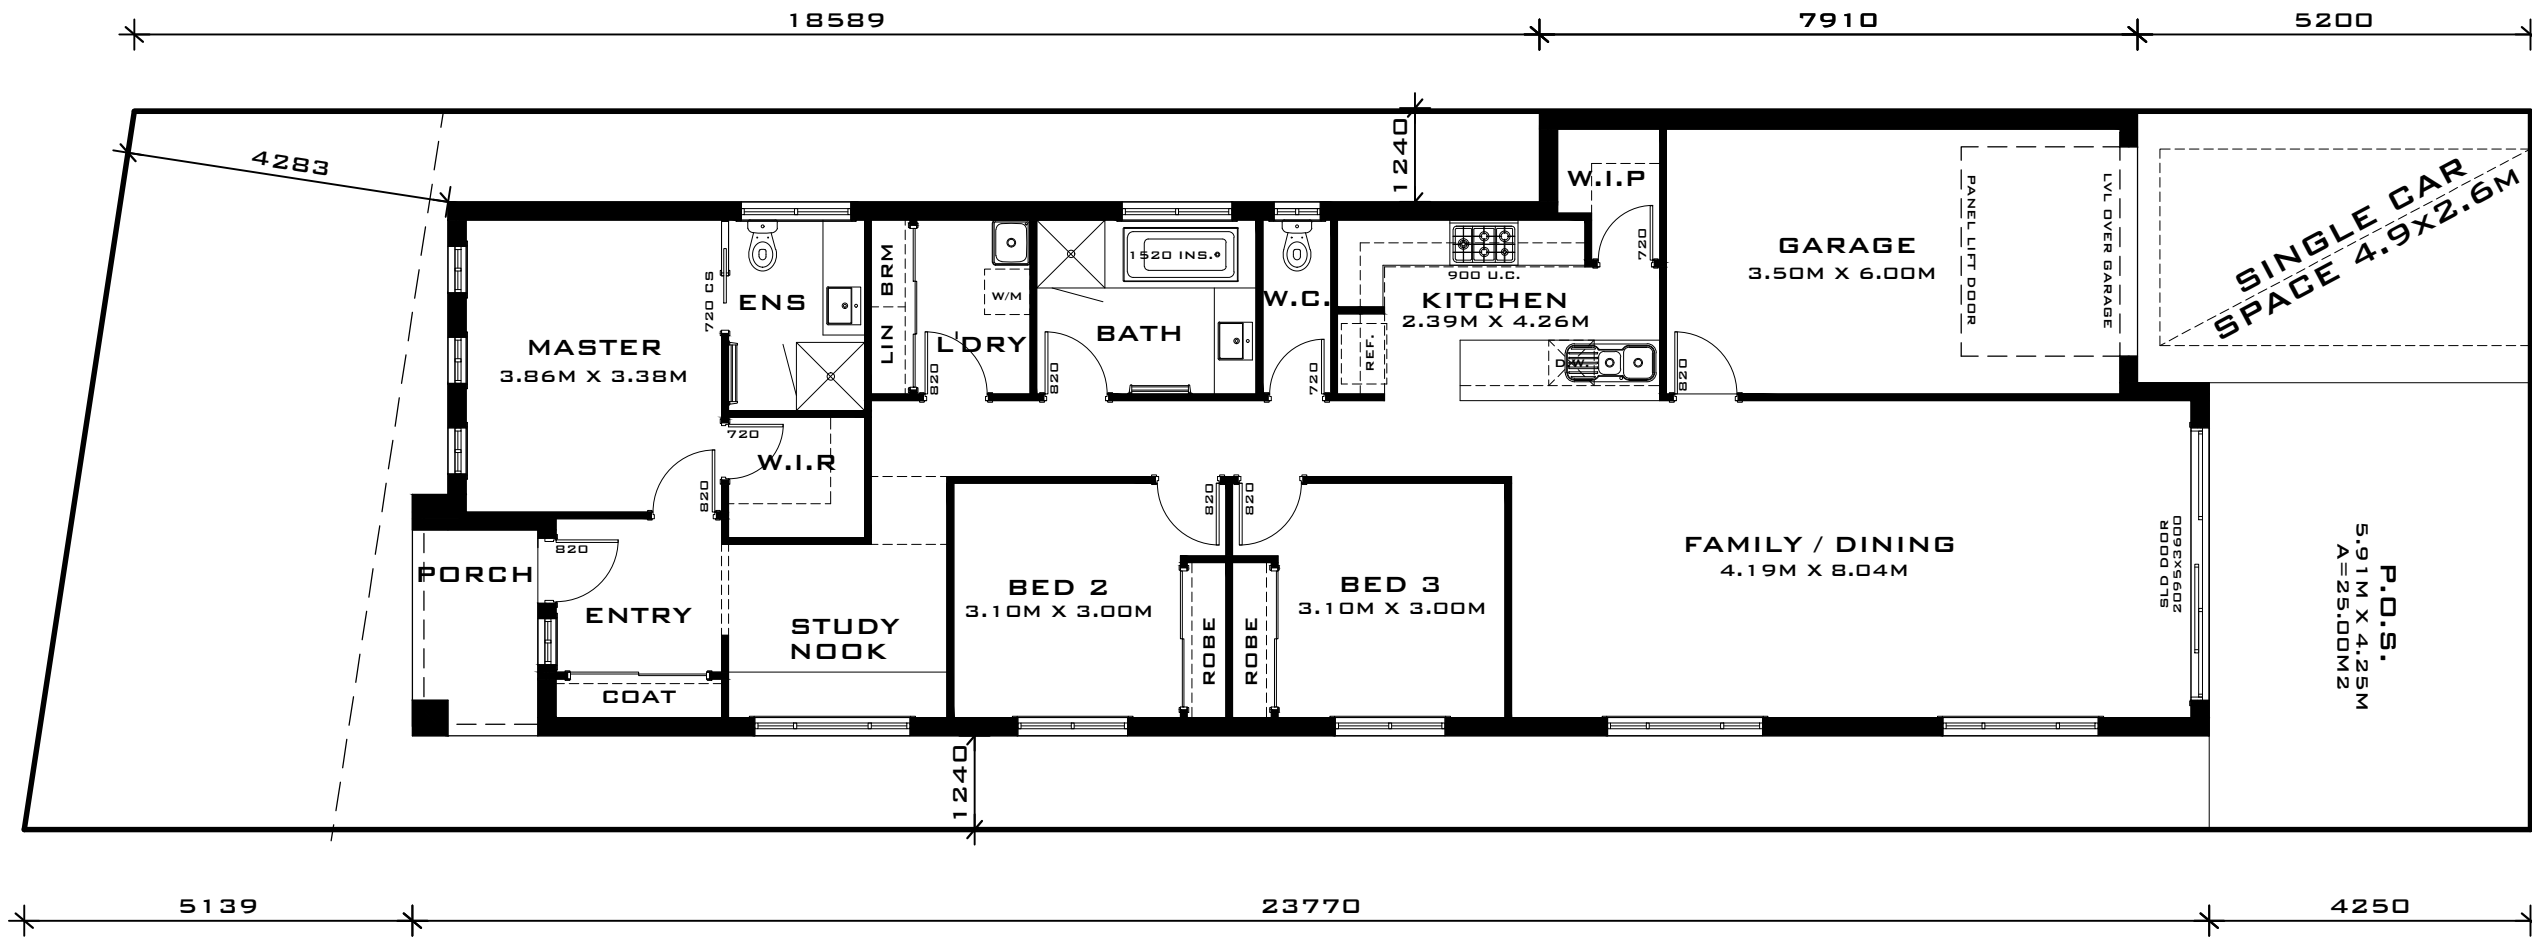 18589
7910
5200
4283
1240
W.I.P
720
PANEL LIFT DOOR
LVL OVER GARAGE
SINGLE CAR
SPACE 4.9X2.6M
GARAGE
3.50M X 6.00M
720 CS
ENS
BRM
LIN
W/M
L'DRY
820
1520 INS.
BATH
820
W.C.
720
900 U.C.
KITCHEN
2.39M X 4.26M
REF.
D.W.
820
MASTER
3.86M X 3.38M
720
W.I.R
820
820
PORCH
ENTRY
COAT
STUDY
NOOK
BED 2
3.10M X 3.00M
820
ROBE
820
ROBE
BED 3
3.10M X 3.00M
FAMILY / DINING
4.19M X 8.04M
SLD DOOR
2095x3600
P.O.S.
5.91M X 4.25M
A=25.00M2
1240
5139
23770
4250